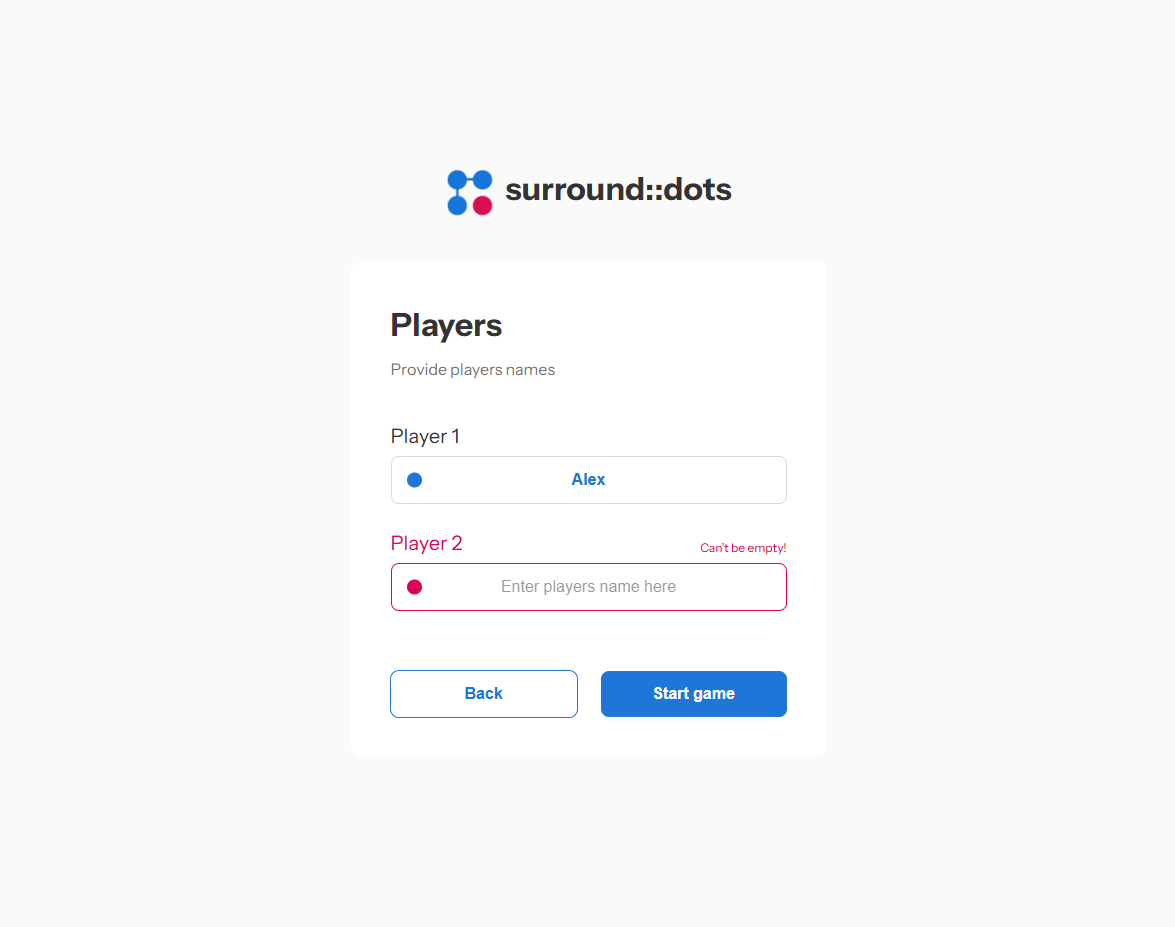 surround::dots
Players
Provide players names
Player 1
Alex
Player 2
Can't be empty!
Enter players name here
Back
Start game